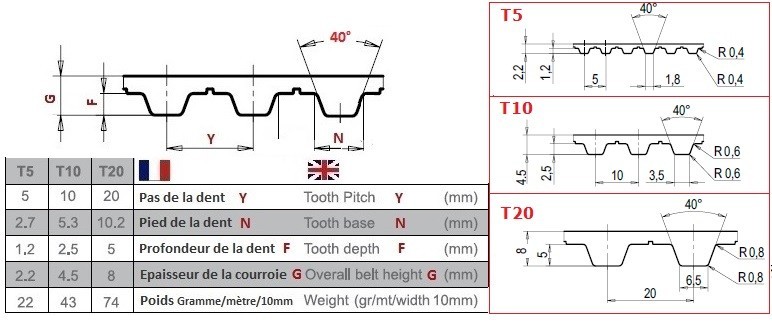 40°
G
F
Y
N
T5 T10 T20
5 10 20 Pas de la dent Y Tooth Pitch Y (mm)
2.7 5.3 10.2 Pied de la dent N Tooth base N (mm)
1,2 2.5 5 Profondeur de la dent F Tooth depth F (mm)
2.2 4.5 8 Epaisseur de la courroie G Overall belt height G (mm)
22 43 74 Poids Gramme/mètre/10mm Weight (gr/mt/width 10mm)
T5
40°
2,2
1,2
5
1,8
R 0,4
R 0,4
T10
40°
4.5
2,5
10
3,5
R 0,6
R 0,6
T20
40°
8
5
20
6,5
R 0,8
R 0,8